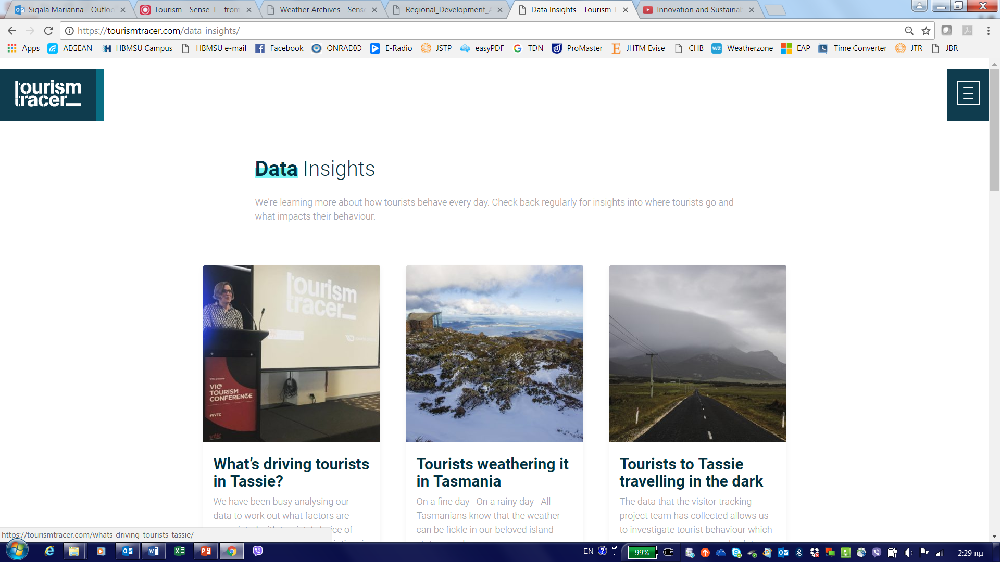 Sigala Marianna - Outloo
Tourism - Sense-T - from
Weather Archives - Sense
Regional_Development_A
Data Insights - Tourism T
Innovation and Sustainab
https://tourismtracer.com/data-insights/
Apps AEGEAN HBMSU Campus HBMSU e-mail Facebook ONRADIO E-Radio JSTP easyPDF TDN ProMaster JHTM Evise CHB Weatherzone EAP Time Converter JTR JBR
tourism
tracer
Data Insights
We're learning more about how tourists behave every day. Check back regularly for insights into where tourists go and
what impacts their behaviour.
tourism
tracer
VIC
TOURISM
CONFERENCE
#VVTC
vtic
What's driving tourists
in Tassie?
We have been busy analysing our
data to work out what factors are
Tourists weathering it
in Tasmania
On a fine day On a rainy day All
Tasmanians know that the weather
can be fickle in our beloved island
Tourists to Tassie
travelling in the dark
The data that the visitor tracking
project team has collected allows us
to investigate tourist behaviour which
https://tourismtracer.com/whats-driving-tourists-tassie/
EN
99%
2:29 πμ